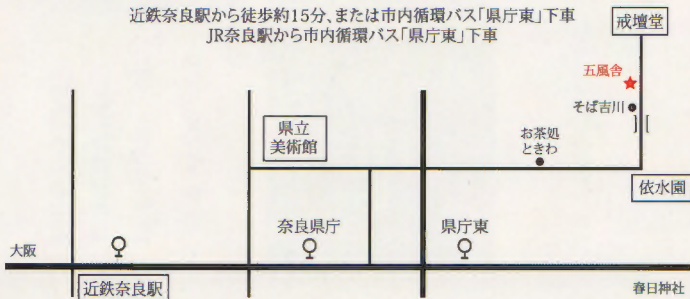 近鉄奈良駅から徒歩約15分、または市内循環バス「県庁東」下車
JR奈良駅から市内循環バス「県庁東」下車
戒壇堂
五風舎
そば吉川
県立
美術館
お茶処
ときわ
依水園
奈良県庁
県庁東
大阪
近鉄奈良駅
春日神社